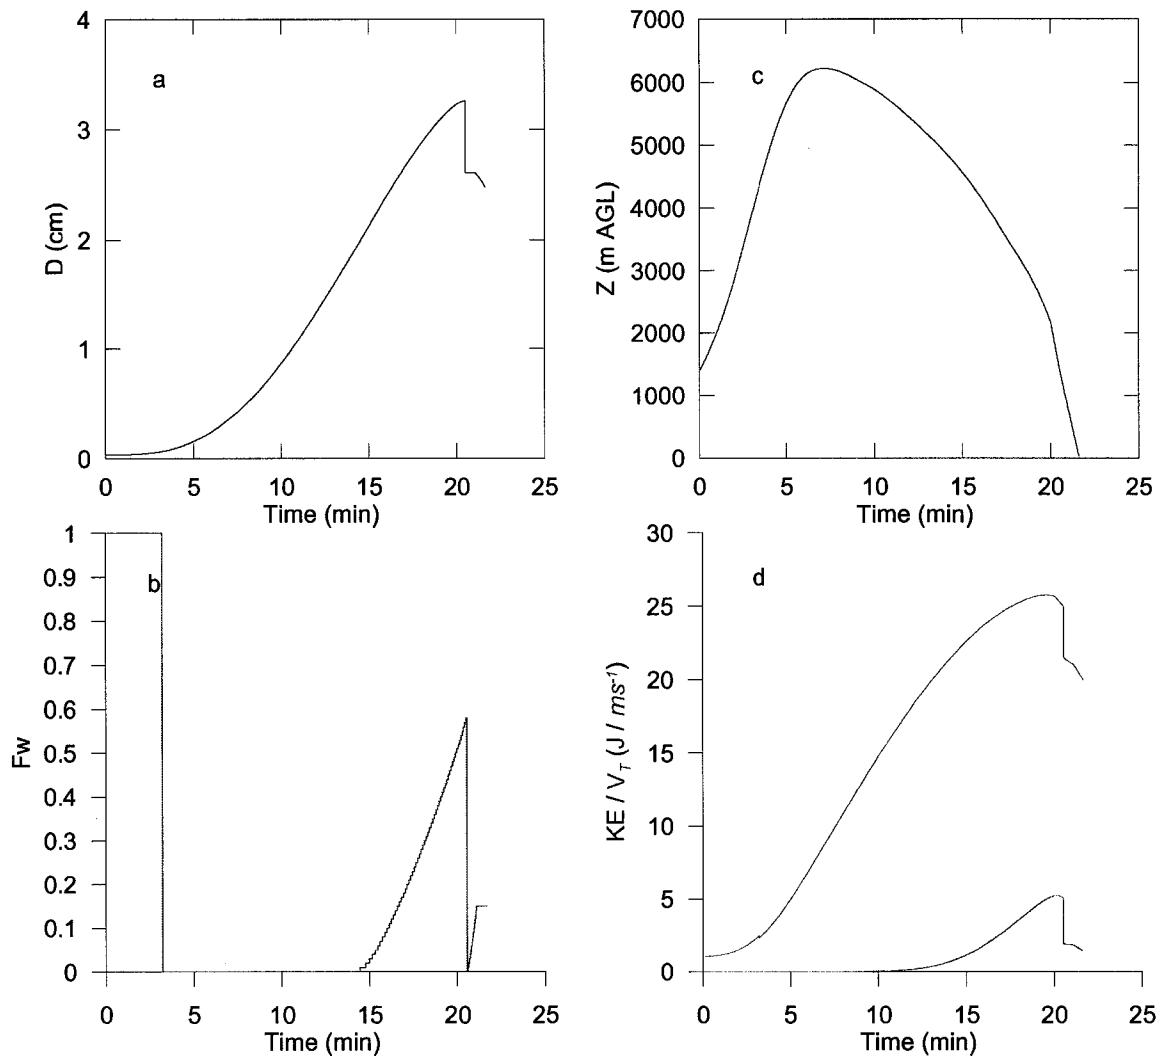 4
3
2
1
0
D (cm)
a
0 5 10 15 20 25
Time (min)
7000
6000
5000
4000
3000
2000
1000
0
Z (m AGL)
c
0 5 10 15 20 25
Time (min)
1
0.9
0.8
0.7
0.6
0.5
0.4
0.3
0.2
0.1
0
Fw
b
0 5 10 15 20 25
Time (min)
30
25
20
15
10
5
0
KE / V_T (J / ms⁻¹)
d
0 5 10 15 20 25
Time (min)